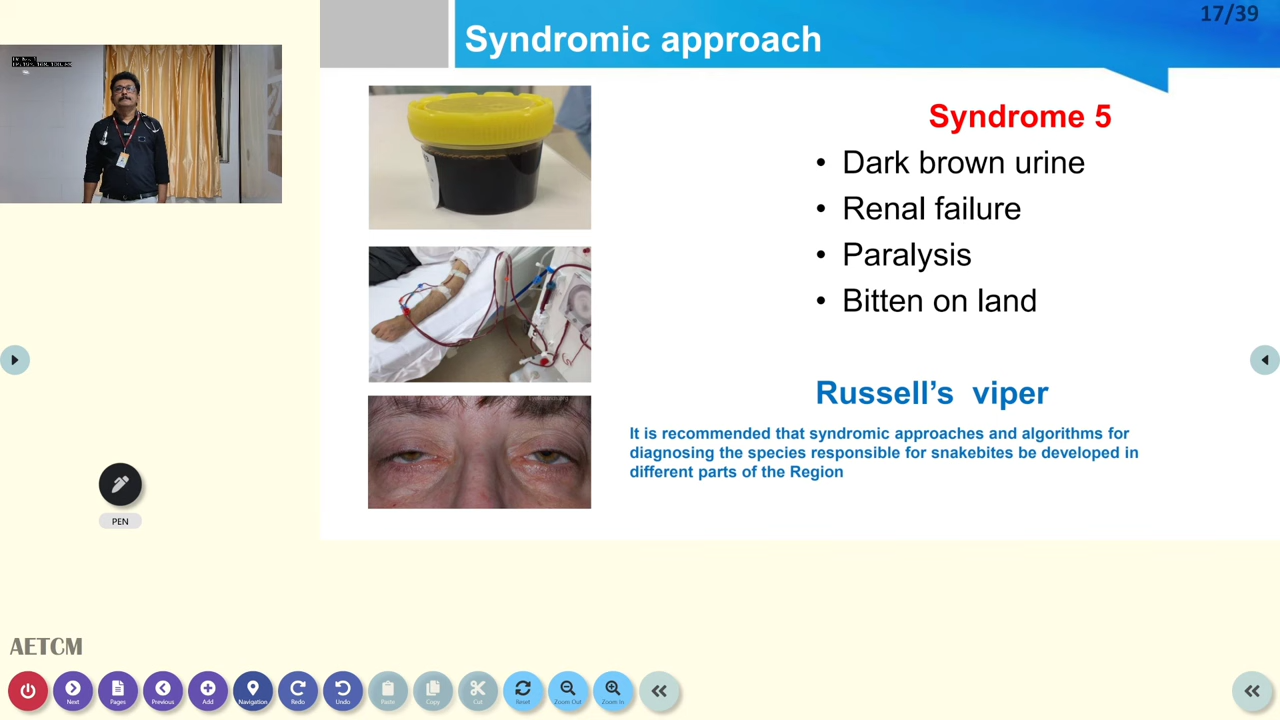 17/39
Syndromic approach
Syndrome 5
• Dark brown urine
• Renal failure
• Paralysis
• Bitten on land
Russell's viper
It is recommended that syndromic approaches and algorithms for
diagnosing the species responsible for snakebites be developed in
different parts of the Region
PEN
AETCM
Next
Pages
Previous
Add
Navigation
Redo
Undo
Paste
Copy
Cut
Reset
Zoom Out
Zoom In